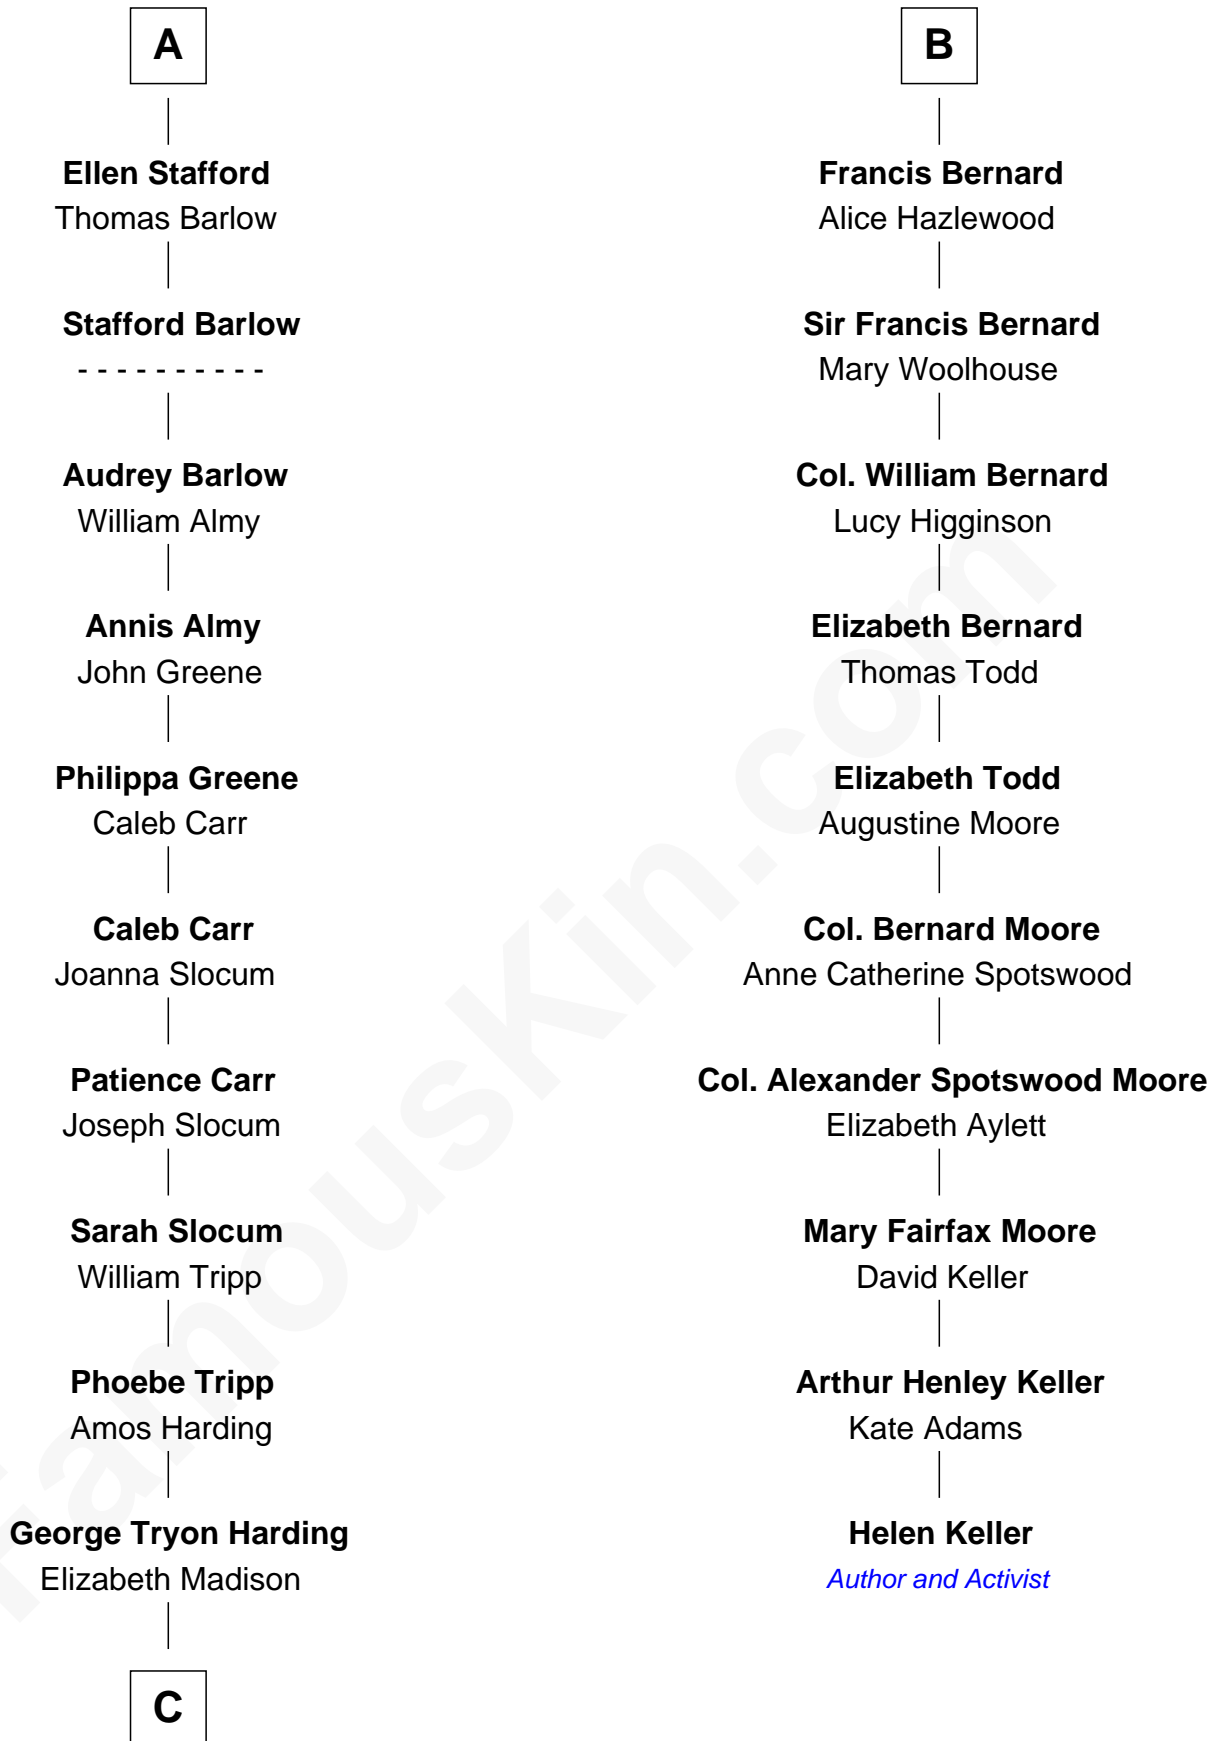 A
Ellen Stafford
Thomas Barlow
Stafford Barlow
- - - - - - - - - -
Audrey Barlow
William Almy
Annis Almy
John Greene
Philippa Greene
Caleb Carr
Caleb Carr
Joanna Slocum
Patience Carr
Joseph Slocum
Sarah Slocum
William Tripp
Phoebe Tripp
Amos Harding
George Tryon Harding
Elizabeth Madison
C
B
Francis Bernard
Alice Hazlewood
Sir Francis Bernard
Mary Woolhouse
Col. William Bernard
Lucy Higginson
Elizabeth Bernard
Thomas Todd
Elizabeth Todd
Augustine Moore
Col. Bernard Moore
Anne Catherine Spotswood
Col. Alexander Spotswood Moore
Elizabeth Aylett
Mary Fairfax Moore
David Keller
Arthur Henley Keller
Kate Adams
Helen Keller
Author and Activist
FamousKin.com